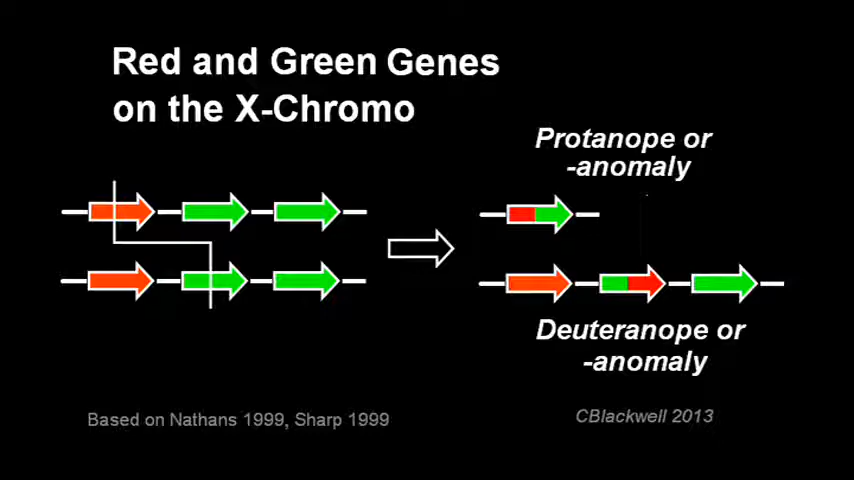 Red and Green Genes
on the X-Chromo
Protanope or
-anomaly
Deuteranope or
-anomaly
Based on Nathans 1999, Sharp 1999
CBlackwell 2013